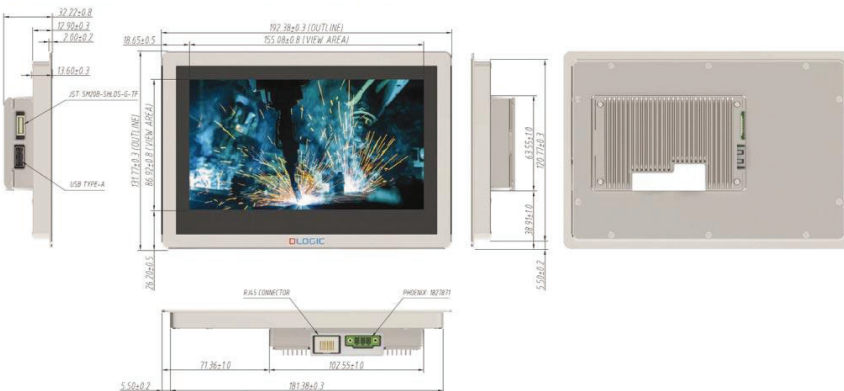 32.22±0.8
12.90±0.3
2.00±0.2
13.60±0.3
JST: SM20B-SHLDS-G-TF
USB TYPE-A
192.38±0.3 (OUTLINE)
18.65±0.5
155.08±0.8 (VIEW AREA)
131.77±0.3 (OUTLINE)
86.92±0.8 (VIEW AREA)
26.20±0.5
DLOGIC
63.55±1.0
120.77±0.3
38.91±1.0
5.50±0.2
RJ45 CONNECTOR
PHOENIX: 1827871
71.36±1.0
102.55±1.0
5.50±0.2
181.38±0.3